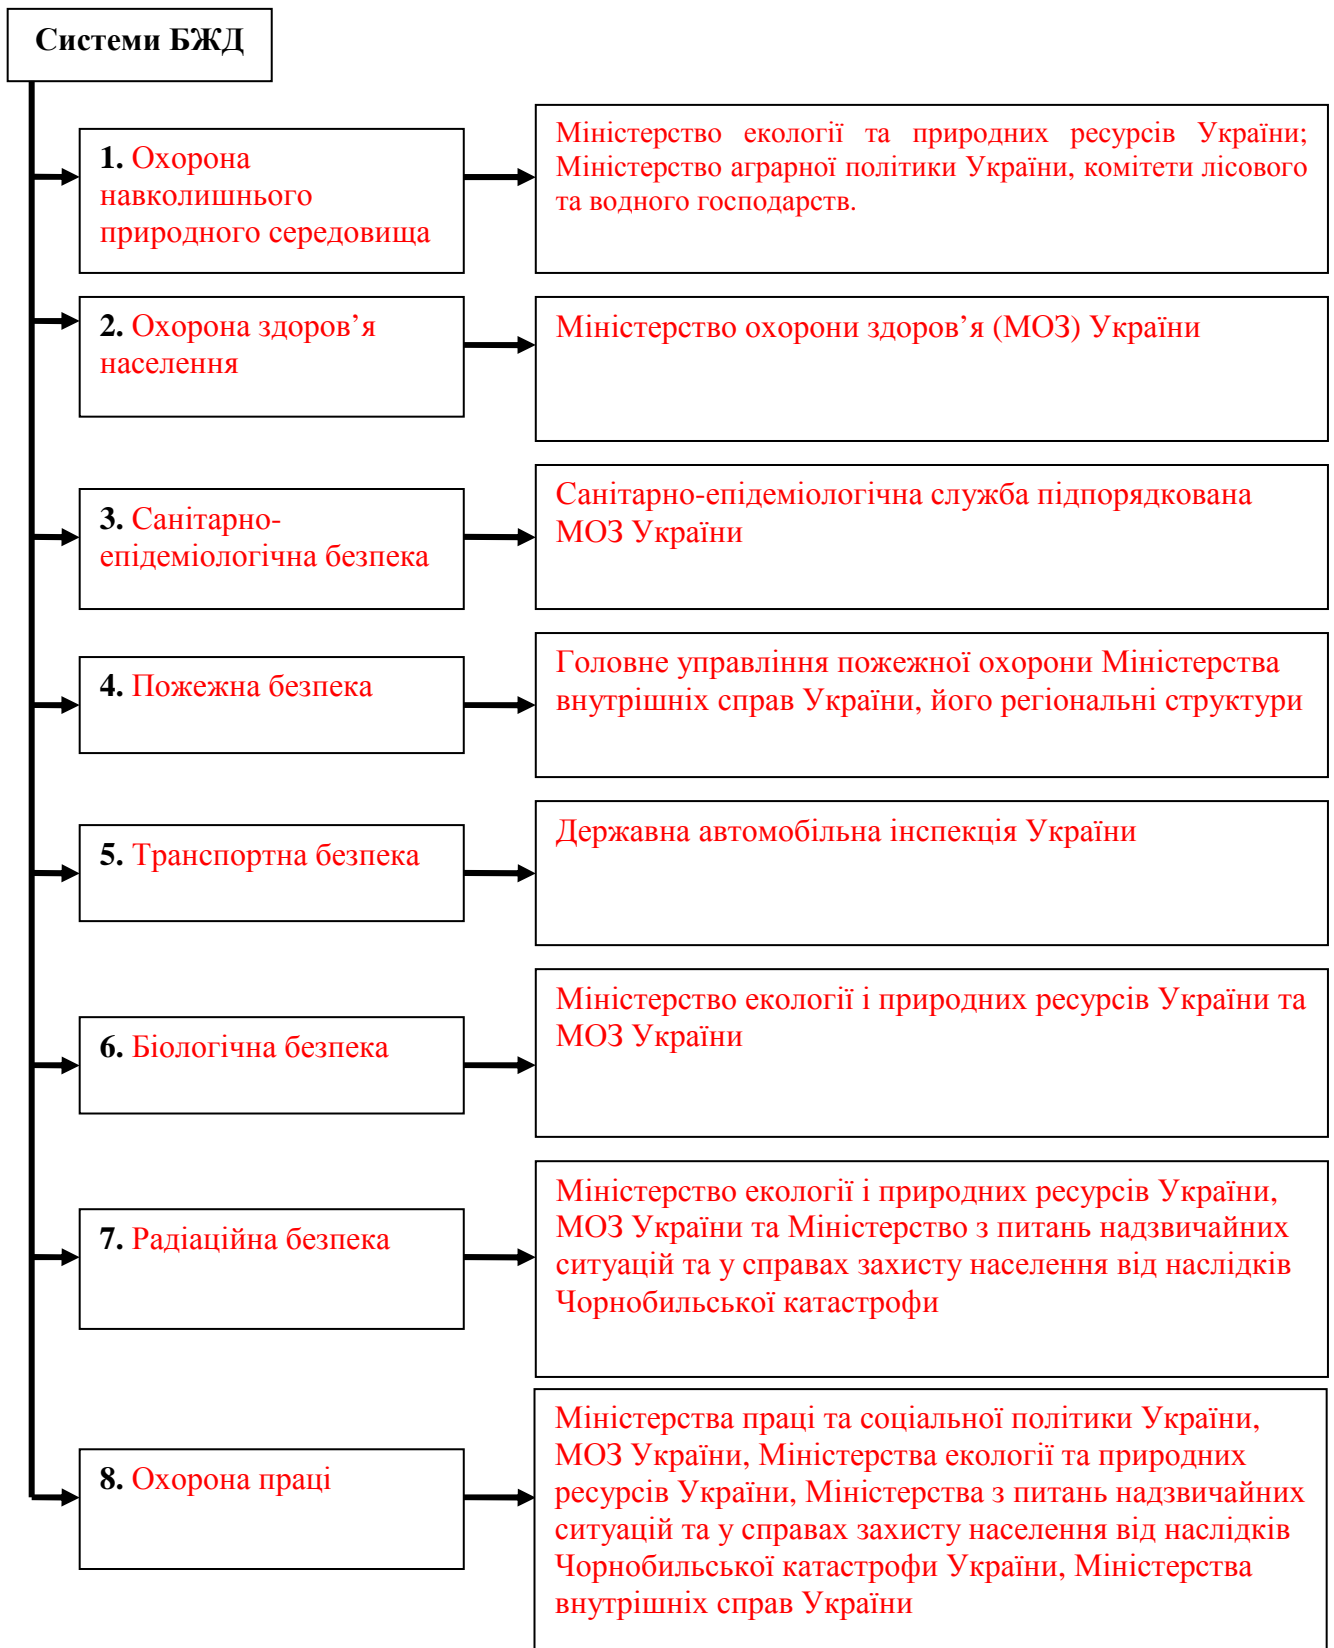 Системи БЖД
1. Охорона
навколишнього
природного середовища
Міністерство екології та природних ресурсів України;
Міністерство аграрної політики України, комітети лісового
та водного господарств.
2. Охорона здоров’я
населення
Міністерство охорони здоров’я (МОЗ) України
3. Санітарно-
епідеміологічна безпека
Санітарно-епідеміологічна служба підпорядкована
МОЗ України
4. Пожежна безпека
Головне управління пожежної охорони Міністерства
внутрішніх справ України, його регіональні структури
5. Транспортна безпека
Державна автомобільна інспекція України
6. Біологічна безпека
Міністерство екології і природних ресурсів України та
МОЗ України
7. Радіаційна безпека
Міністерство екології і природних ресурсів України,
МОЗ України та Міністерство з питань надзвичайних
ситуацій та у справах захисту населення від наслідків
Чорнобильської катастрофи
8. Охорона праці
Міністерства праці та соціальної політики України,
МОЗ України, Міністерства екології та природних
ресурсів України, Міністерства з питань надзвичайних
ситуацій та у справах захисту населення від наслідків
Чорнобильської катастрофи України, Міністерства
внутрішніх справ України